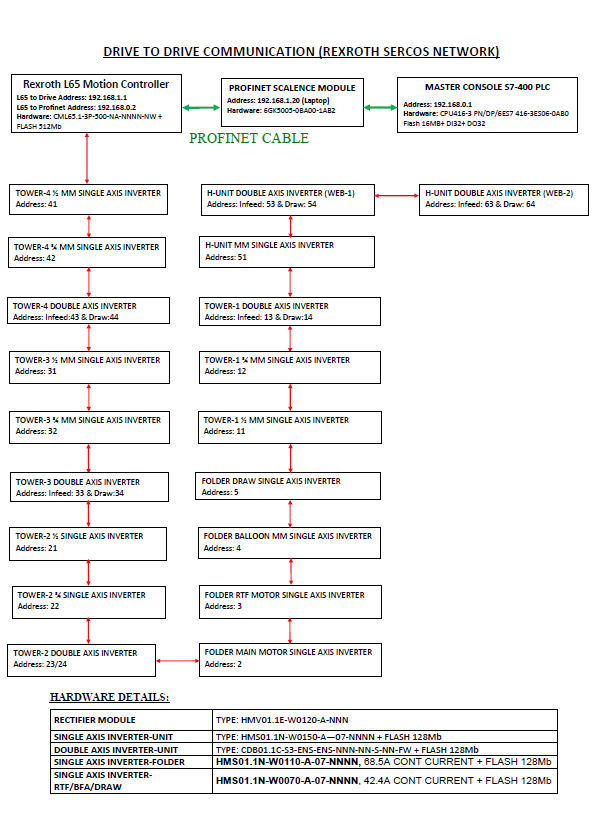 DRIVE TO DRIVE COMMUNICATION (REXROTH SERCOS NETWORK)
Rexroth L65 Motion Controller
L65 to Drive Address: 192.168.1.1
L65 to Profinet Address: 192.168.0.2
Hardware: CML65.1-3P-500-NA-NNNN-NW +
FLASH 512Mb
PROFINET SCALENCE MODULE
Address: 192.168.1.20 (Laptop)
Hardware: 6GK5005-0BA00-1AB2
MASTER CONSOLE S7-400 PLC
Address: 192.168.0.1
Hardware: CPU416-3 PN/DP/6ES7 416-3ES06-0AB0
Flash 16MB+ DI32+ DO32
PROFINET CABLE
TOWER-4 ½ MM SINGLE AXIS INVERTER
Address: 41
H-UNIT DOUBLE AXIS INVERTER (WEB-1)
Address: Infeed: 53 & Draw: 54
H-UNIT DOUBLE AXIS INVERTER (WEB-2)
Address: Infeed: 63 & Draw: 64
TOWER-4 ¾ MM SINGLE AXIS INVERTER
Address: 42
H-UNIT MM SINGLE AXIS INVERTER
Address: 51
TOWER-4 DOUBLE AXIS INVERTER
Address: Infeed:43 & Draw:44
TOWER-1 DOUBLE AXIS INVERTER
Address: Infeed: 13 & Draw:14
TOWER-3 ½ MM SINGLE AXIS INVERTER
Address: 31
TOWER-1 ¾ MM SINGLE AXIS INVERTER
Address: 12
TOWER-3 ¾ MM SINGLE AXIS INVERTER
Address: 32
TOWER-1 ½ MM SINGLE AXIS INVERTER
Address: 11
TOWER-3 DOUBLE AXIS INVERTER
Address: Infeed: 33 & Draw:34
FOLDER DRAW SINGLE AXIS INVERTER
Address: 5
TOWER-2 ½ SINGLE AXIS INVERTER
Address: 21
FOLDER BALLOON MM SINGLE AXIS INVERTER
Address: 4
TOWER-2 ¾ SINGLE AXIS INVERTER
Address: 22
FOLDER RTF MOTOR SINGLE AXIS INVERTER
Address: 3
TOWER-2 DOUBLE AXIS INVERTER
Address: 23/24
FOLDER MAIN MOTOR SINGLE AXIS INVERTER
Address: 2
HARDWARE DETAILS:
RECTIFIER MODULE TYPE: HMV01.1E-W0120-A-NNN
SINGLE AXIS INVERTER-UNIT TYPE: HMS01.1N-W0150-A—07-NNNN + FLASH 128Mb
DOUBLE AXIS INVERTER-UNIT TYPE: CDB01.1C-S3-ENS-ENS-NNN-NN-S-NN-FW + FLASH 128Mb
SINGLE AXIS INVERTER-FOLDER HMS01.1N-W0110-A-07-NNNN, 68.5A CONT CURRENT + FLASH 128Mb
SINGLE AXIS INVERTER-
RTF/BFA/DRAW HMS01.1N-W0070-A-07-NNNN, 42.4A CONT CURRENT + FLASH 128Mb